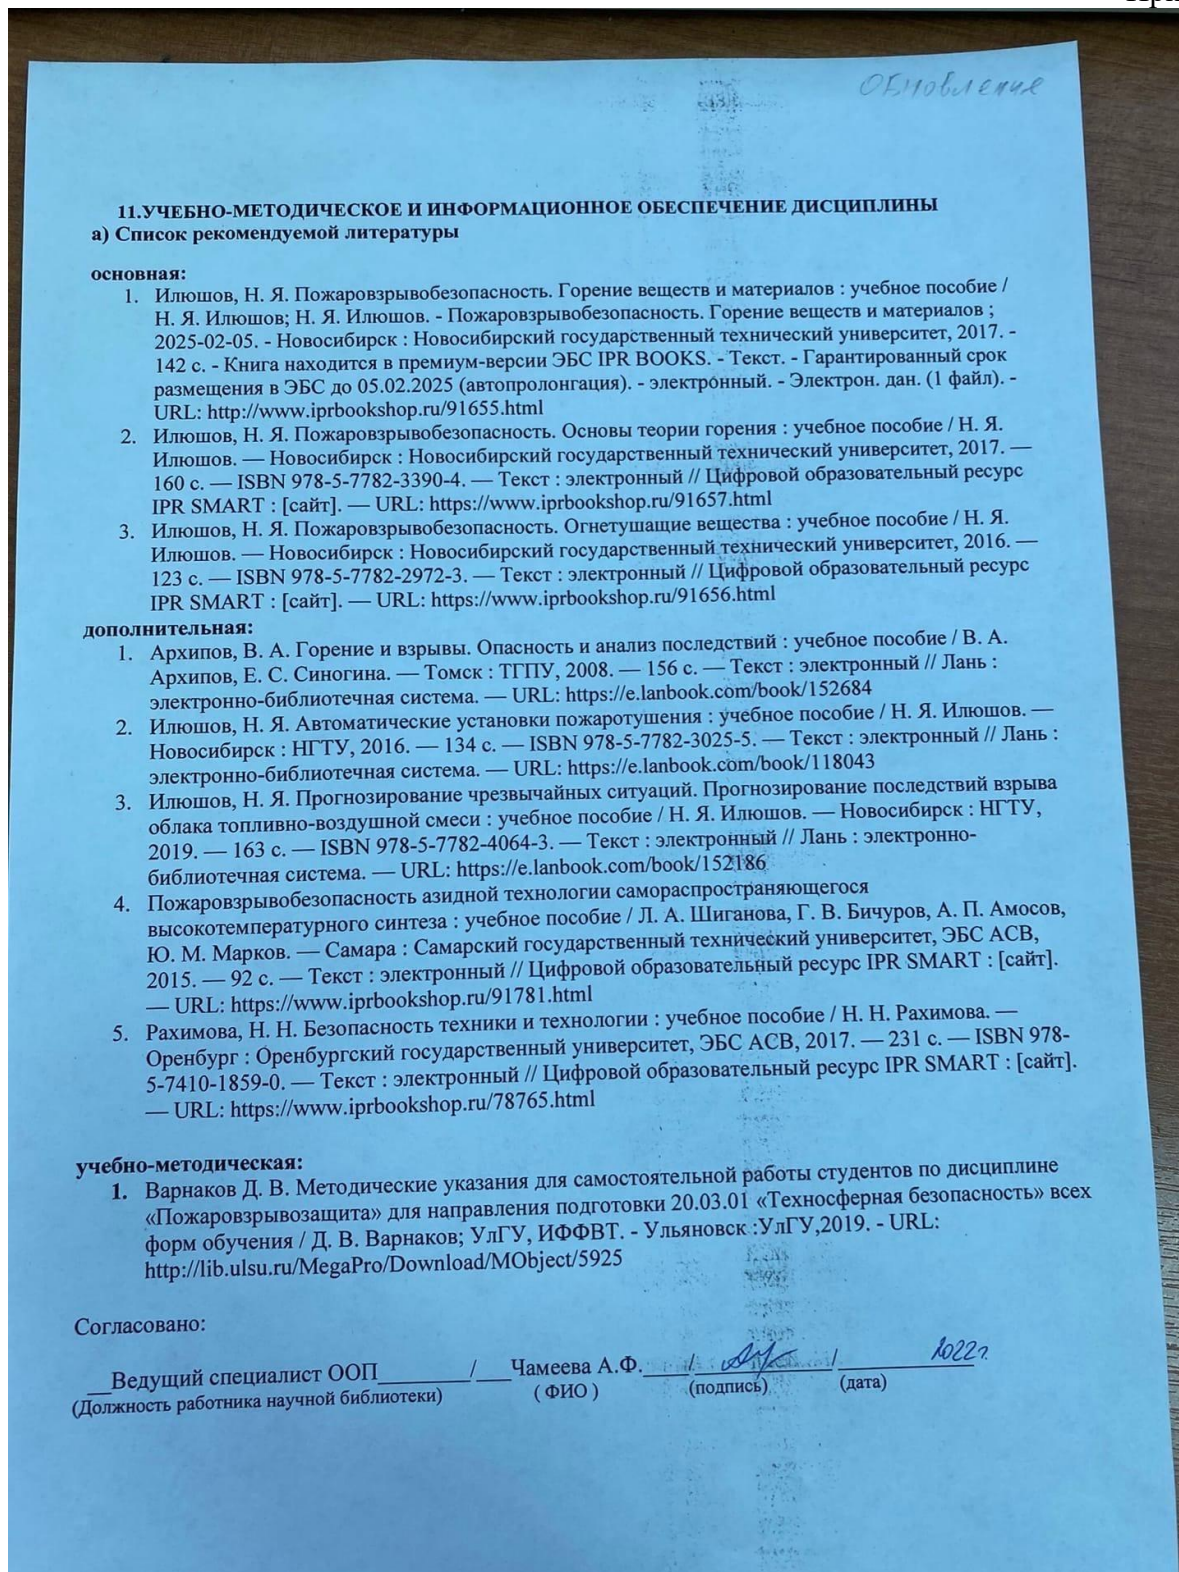 Обновление
11.УЧЕБНО-МЕТОДИЧЕСКОЕ И ИНФОРМАЦИОННОЕ ОБЕСПЕЧЕНИЕ ДИСЦИПЛИНЫ
а) Список рекомендуемой литературы
основная:
1. Илюшов, Н. Я. Пожаровзрывобезопасность. Горение веществ и материалов : учебное пособие /
Н. Я. Илюшов; Н. Я. Илюшов. - Пожаровзрывобезопасность. Горение веществ и материалов ;
2025-02-05. - Новосибирск : Новосибирский государственный технический университет, 2017. -
142 с. - Книга находится в премиум-версии ЭБС IPR BOOKS. - Текст. - Гарантированный срок
размещения в ЭБС до 05.02.2025 (автопролонгация). - электронный. - Электрон. дан. (1 файл). -
URL: http://www.iprbookshop.ru/91655.html
2. Илюшов, Н. Я. Пожаровзрывобезопасность. Основы теории горения : учебное пособие / Н. Я.
Илюшов. — Новосибирск : Новосибирский государственный технический университет, 2017. —
160 с. — ISBN 978-5-7782-3390-4. — Текст : электронный // Цифровой образовательный ресурс
IPR SMART : [сайт]. — URL: https://www.iprbookshop.ru/91657.html
3. Илюшов, Н. Я. Пожаровзрывобезопасность. Огнетушащие вещества : учебное пособие / Н. Я.
Илюшов. — Новосибирск : Новосибирский государственный технический университет, 2016. —
123 с. — ISBN 978-5-7782-2972-3. — Текст : электронный // Цифровой образовательный ресурс
IPR SMART : [сайт]. — URL: https://www.iprbookshop.ru/91656.html
дополнительная:
1. Архипов, В. А. Горение и взрывы. Опасность и анализ последствий : учебное пособие / В. А.
Архипов, Е. С. Синогина. — Томск : ТГПУ, 2008. — 156 с. — Текст : электронный // Лань :
электронно-библиотечная система. — URL: https://e.lanbook.com/book/152684
2. Илюшов, Н. Я. Автоматические установки пожаротушения : учебное пособие / Н. Я. Илюшов. —
Новосибирск : НГТУ, 2016. — 134 с. — ISBN 978-5-7782-3025-5. — Текст : электронный // Лань :
электронно-библиотечная система. — URL: https://e.lanbook.com/book/118043
3. Илюшов, Н. Я. Прогнозирование чрезвычайных ситуаций. Прогнозирование последствий взрыва
облака топливно-воздушной смеси : учебное пособие / Н. Я. Илюшов. — Новосибирск : НГТУ,
2019. — 163 с. — ISBN 978-5-7782-4064-3. — Текст : электронный // Лань : электронно-
библиотечная система. — URL: https://e.lanbook.com/book/152186
4. Пожаровзрывобезопасность азидной технологии самораспространяющегося
высокотемпературного синтеза : учебное пособие / Л. А. Шиганова, Г. В. Бичуров, А. П. Амосов,
Ю. М. Марков. — Самара : Самарский государственный технический университет, ЭБС АСВ,
2015. — 92 с. — Текст : электронный // Цифровой образовательный ресурс IPR SMART : [сайт].
— URL: https://www.iprbookshop.ru/91781.html
5. Рахимова, Н. Н. Безопасность техники и технологии : учебное пособие / Н. Н. Рахимова. —
Оренбург : Оренбургский государственный университет, ЭБС АСВ, 2017. — 231 с. — ISBN 978-
5-7410-1859-0. — Текст : электронный // Цифровой образовательный ресурс IPR SMART : [сайт].
— URL: https://www.iprbookshop.ru/78765.html
учебно-методическая:
1. Варнаков Д. В. Методические указания для самостоятельной работы студентов по дисциплине
«Пожаровзрывозащита» для направления подготовки 20.03.01 «Техносферная безопасность» всех
форм обучения / Д. В. Варнаков; УлГУ, ИФФВТ. - Ульяновск :УлГУ,2019. - URL:
http://lib.ulsu.ru/MegaPro/Download/MObject/5925
Согласовано:
__Ведущий специалист ООП________/___Чамеева А.Ф.____/____________/____________ 2022г.
(Должность работника научной библиотеки) ( ФИО ) (подпись) (дата)